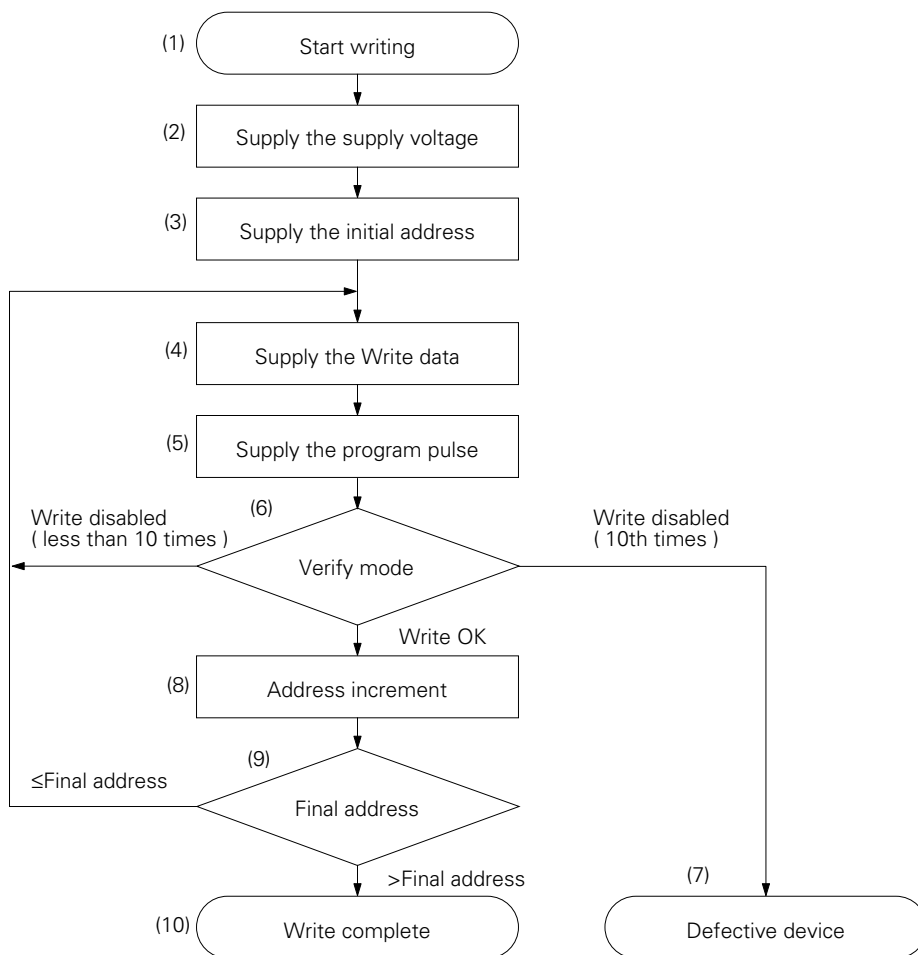 (1)
Start writing
(2)
Supply the supply voltage
(3)
Supply the initial address
(4)
Supply the Write data
(5)
Supply the program pulse
(6)
Write disabled
( less than 10 times )
Write disabled
( 10th times )
Verify mode
Write OK
(8)
Address increment
(9)
≤Final address
Final address
>Final address
(7)
(10)
Write complete
Defective device